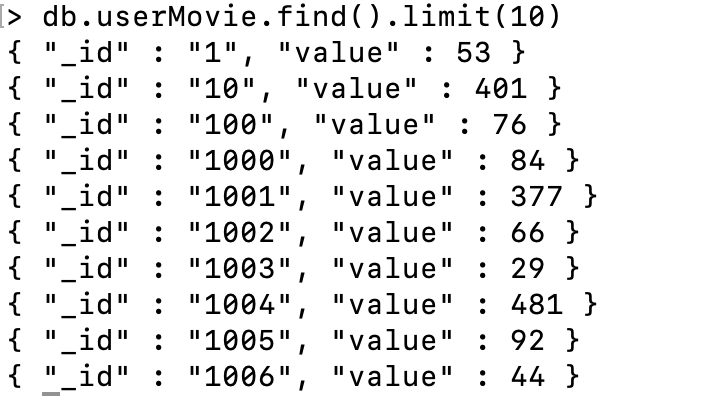 [> db.userMovie.find().limit(10)
{ "_id" : "1", "value" : 53 }
{ "_id" : "10", "value" : 401 }
{ "_id" : "100", "value" : 76 }
{ "_id" : "1000", "value" : 84 }
{ "_id" : "1001", "value" : 377 }
{ "_id" : "1002", "value" : 66 }
{ "_id" : "1003", "value" : 29 }
{ "_id" : "1004", "value" : 481 }
{ "_id" : "1005", "value" : 92 }
{ "_id" : "1006", "value" : 44 }